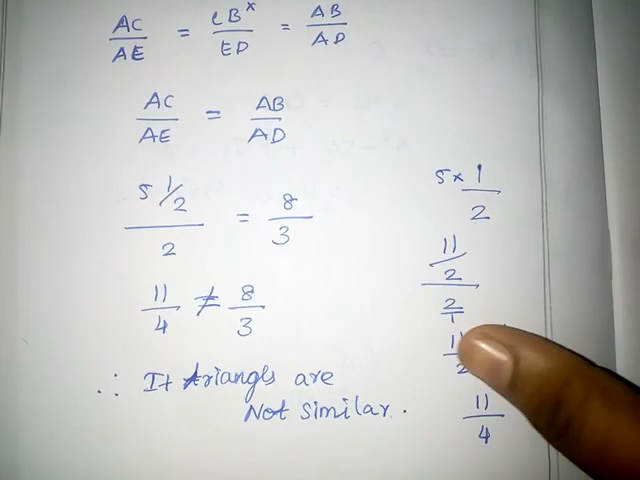 AC/AE = CB^x/ED = AB/AD
AC/AE = AB/AD
5 1/2 / 2 = 8/3
11/4 ≠ 8/3
∴ It triangls are
Not similar.
5 × 1/2
11/2 / 2/1
11/4